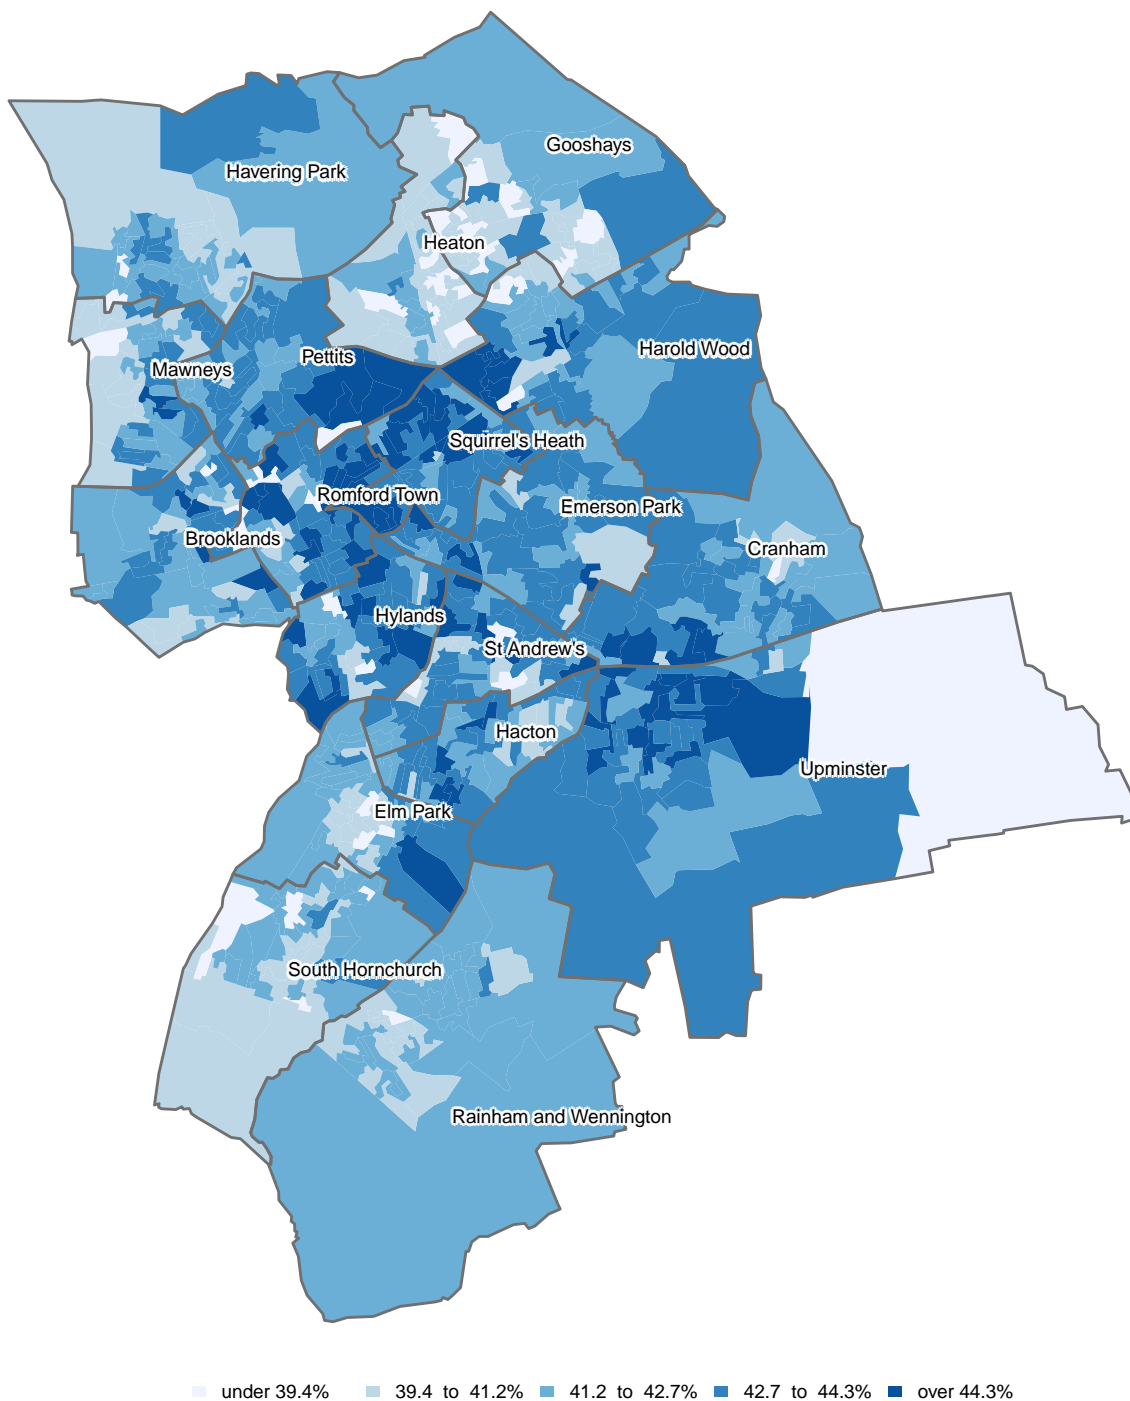 Gooshays
Havering Park
Heaton
Harold Wood
Pettits
Mawneys
Squirrel's Heath
Romford Town
Emerson Park
Brooklands
Cranham
Hylands
St Andrew's
Hacton
Upminster
Elm Park
South Hornchurch
Rainham and Wennington
under 39.4% 39.4 to 41.2% 41.2 to 42.7% 42.7 to 44.3% over 44.3%